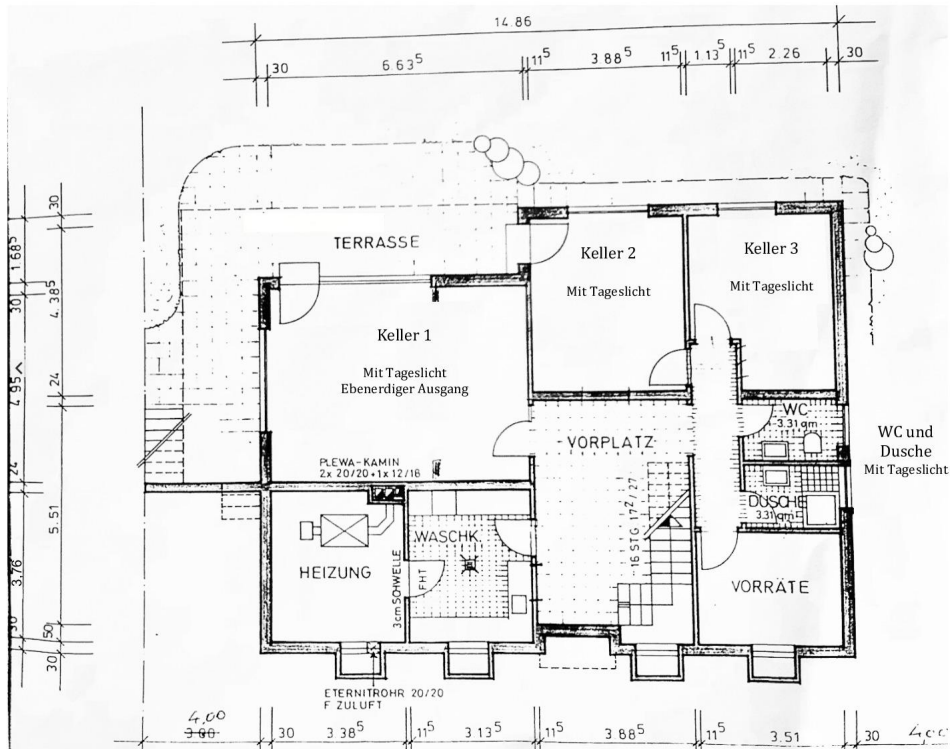 14.86
30 6.63⁵ 11⁵ 3.88⁵ 11⁵ 1.13⁵ 11⁵ 2.26 30
30
1.68⁵
30
4.95
24
3.76
30
30
4.38⁵
24
5.51
50
30
TERRASSE
Keller 2
Mit Tageslicht
Keller 3
Mit Tageslicht
Keller 1
Mit Tageslicht
Ebenerdiger Ausgang
PLEWA-KAMIN
2x 20/20+1x 12/18
VORPLATZ
WC
3.31 qm
WC und
Dusche
Mit Tageslicht
DUSCHE
3.31 qm
16 STG 17²/27
HEIZUNG
3cm SCHWELLE
FHT
WASCHK.
VORRÄTE
ETERNITROHR 20/20
F ZULUFT
4,00
3.00 30 3.38⁵ 11⁵ 3.13⁵ 11⁵ 3.88⁵ 11⁵ 3.51 30